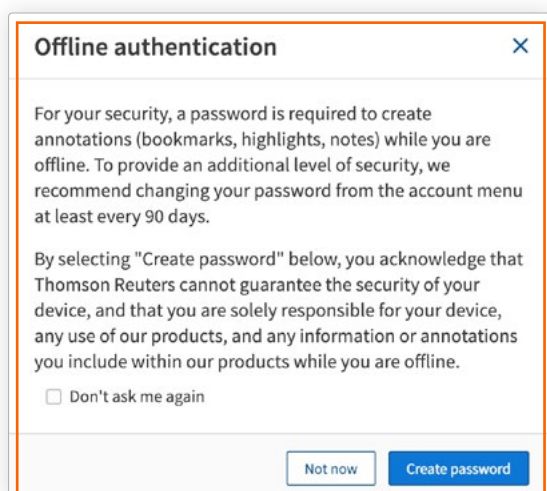 Offline authentication
For your security, a password is required to create
annotations (bookmarks, highlights, notes) while you are
offline. To provide an additional level of security, we
recommend changing your password from the account menu
at least every 90 days.
By selecting "Create password" below, you acknowledge that
Thomson Reuters cannot guarantee the security of your
device, and that you are solely responsible for your device,
any use of our products, and any information or annotations
you include within our products while you are offline.
Don't ask me again
Not now Create password